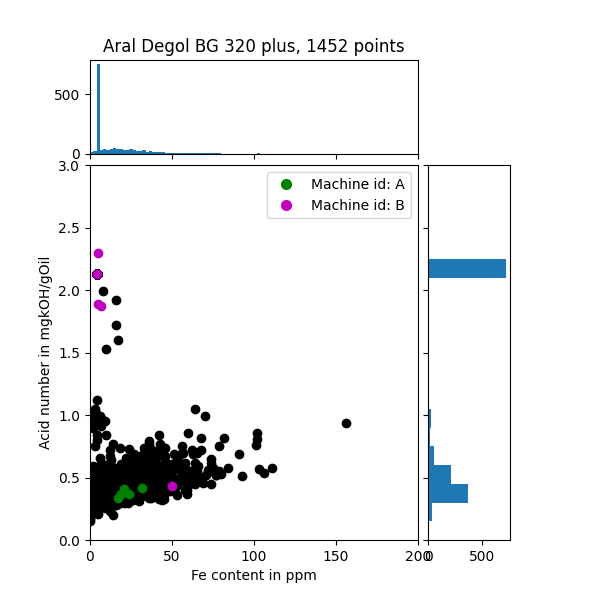 Aral Degol BG 320 plus, 1452 points
500
0
3.0
2.5
2.0
1.5
1.0
0.5
0.0
Acid number in mgkOH/gOil
Machine id: A
Machine id: B
0 50 100 150 200
0 500
Fe content in ppm